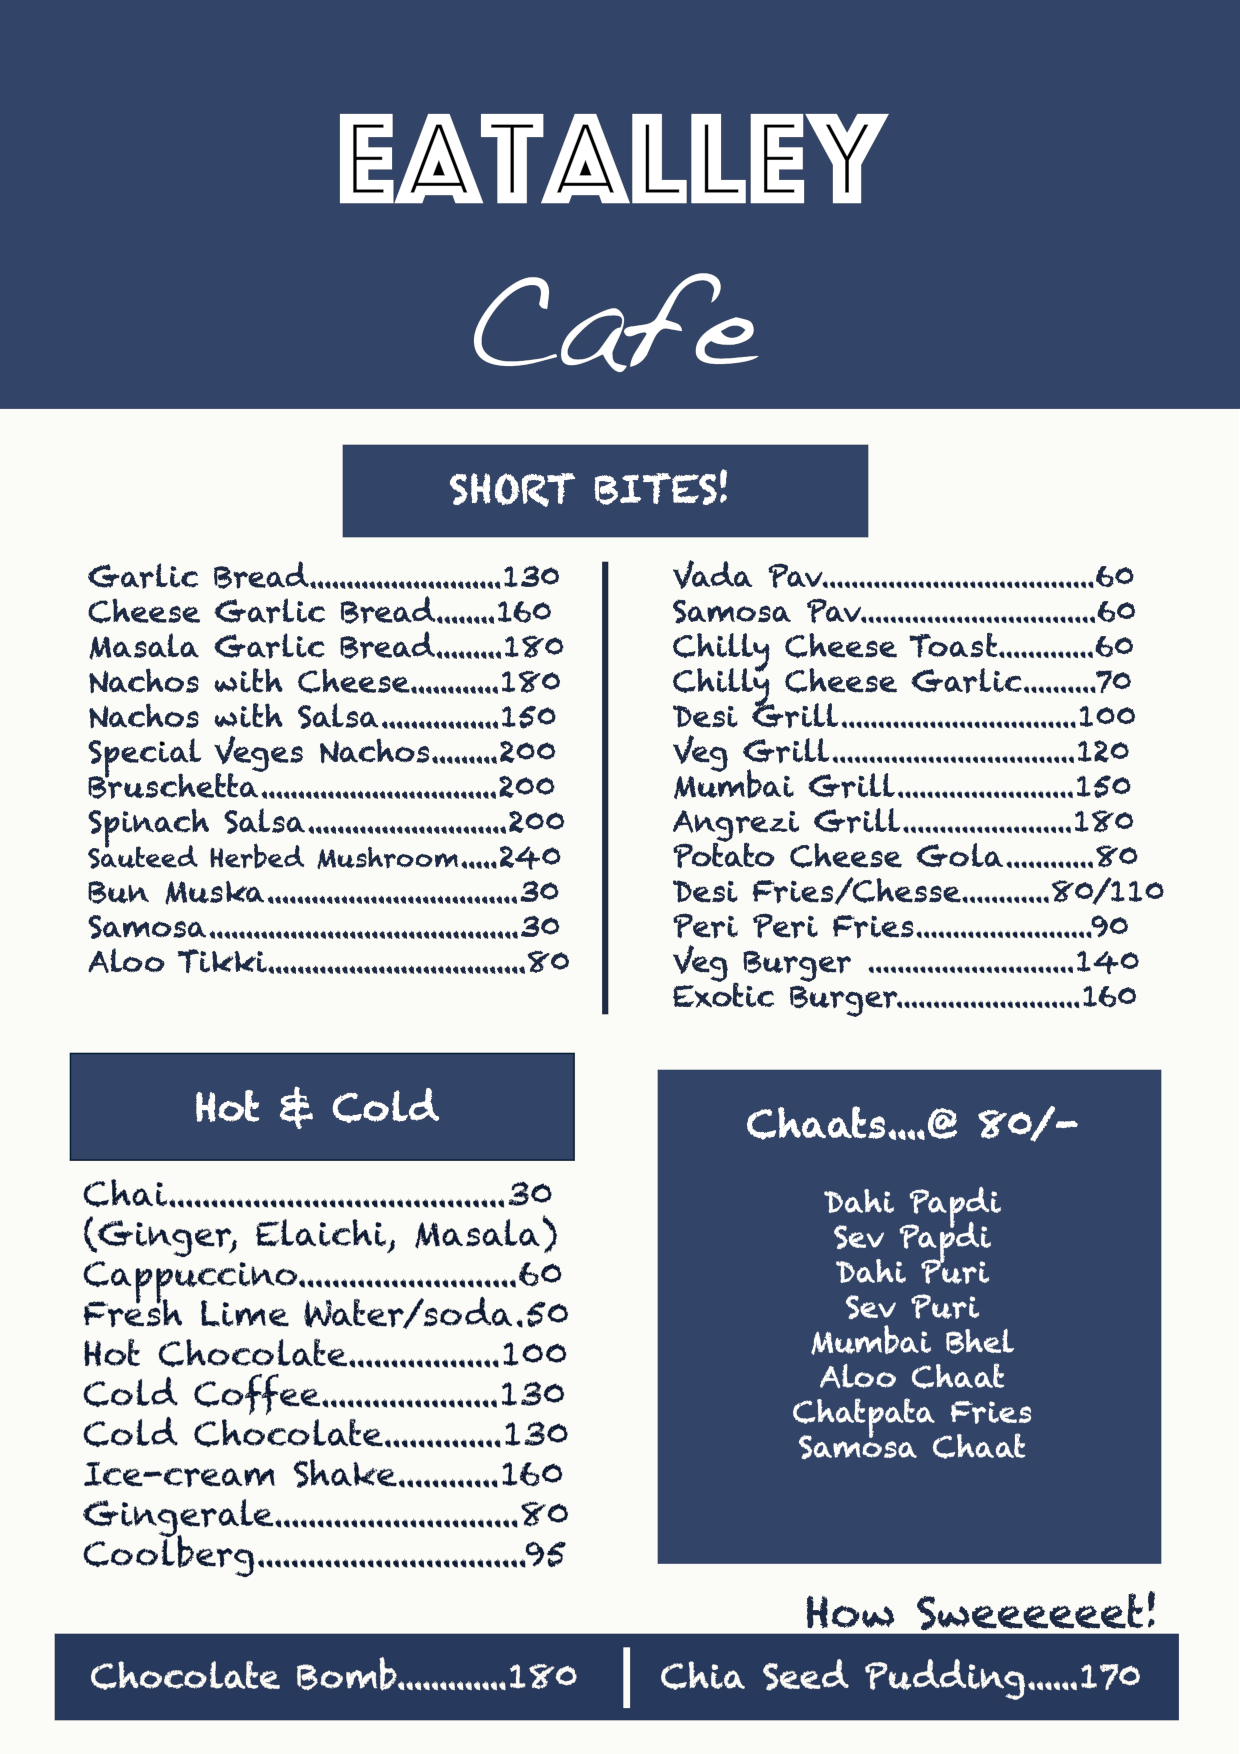 EATALLEY
Cafe
SHORT BITES!
Garlic Bread..........................130
Cheese Garlic Bread........160
Masala Garlic Bread.........180
Nachos with Cheese............180
Nachos with Salsa................150
Special Veges Nachos.........200
Bruschetta................................200
Spinach Salsa...........................200
Sauteed Herbed Mushroom.....240
Bun Muska..................................30
Samosa..........................................30
Aloo Tikki...................................80
Vada Pav.....................................60
Samosa Pav................................60
Chilly Cheese Toast.............60
Chilly Cheese Garlic..........70
Desi Grill................................100
Veg Grill.................................120
Mumbai Grill........................150
Angrezi Grill.......................180
Potato Cheese Gola............80
Desi Fries/Chesse............80/110
Peri Peri Fries........................90
Veg Burger ............................140
Exotic Burger.........................160
Hot & Cold
Chai.......................................30
(Ginger, Elaichi, Masala)
Cappuccino..........................60
Fresh Lime Water/soda.50
Hot Chocolate..................100
Cold Coffee.....................130
Cold Chocolate..............130
Ice-cream Shake............160
Gingerale.............................80
Coolberg................................95
Chaats....@ 80/-
Dahi Papdi
Sev Papdi
Dahi Puri
Sev Puri
Mumbai Bhel
Aloo Chaat
Chatpata Fries
Samosa Chaat
How Sweeeeeeet!
Chocolate Bomb.............180
Chia Seed Pudding......170